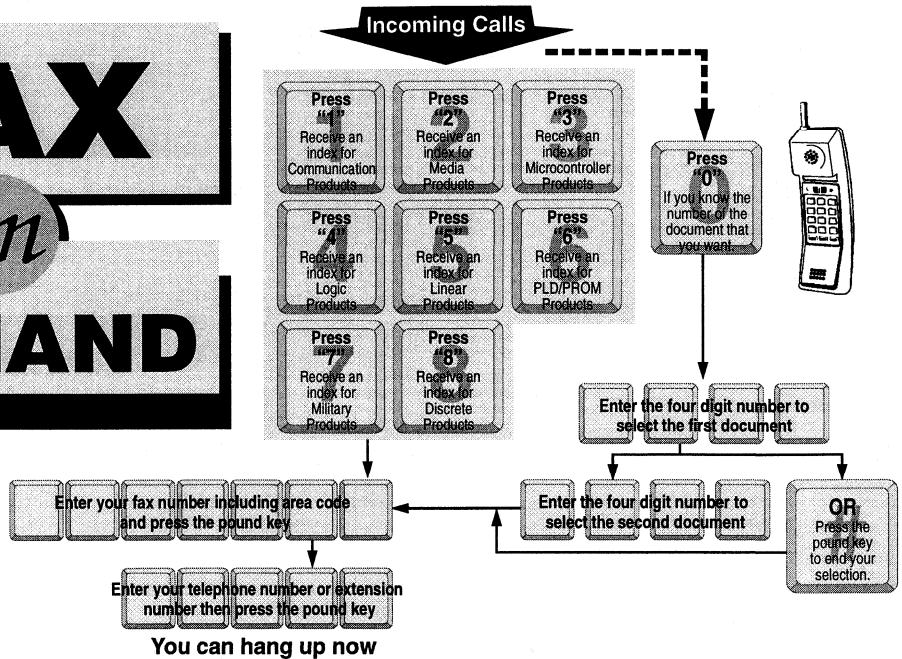 Incoming Calls
AX
n
AND
Press
"1"
Receive an
index for
Communication
Products
Press
"2"
Receive an
index for
Media
Products
Press
"3"
Receive an
index for
Microcontroller
Products
Press
"0"
If you know the
number of the
document that
you want.
Press
"4"
Receive an
index for
Logic
Products
Press
"5"
Receive an
index for
Linear
Products
Press
"6"
Receive an
index for
PLD/PROM
Products
Press
"7"
Receive an
index for
Military
Products
Press
"8"
Receive an
index for
Discrete
Products
Enter the four digit number to
select the first document
Enter your fax number including area code
and press the pound key
Enter the four digit number to
select the second document
OR
Press the
pound key
to end your
selection.
Enter your telephone number or extension
number then press the pound key
You can hang up now